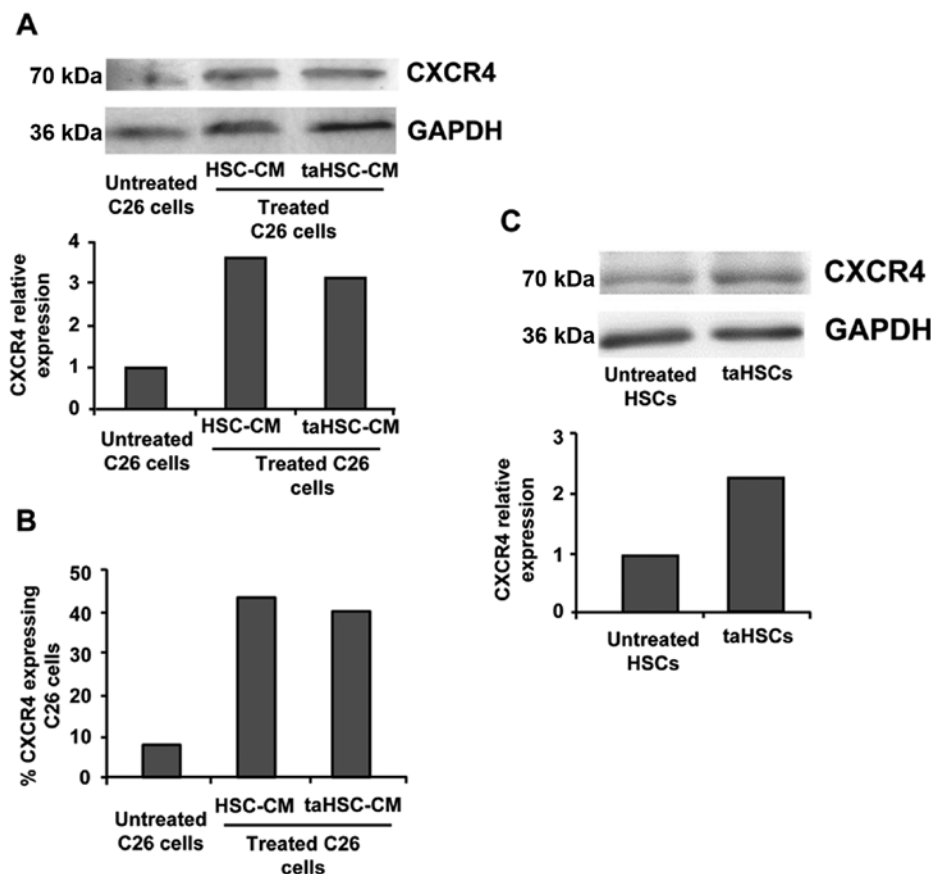 A
70 kDa CXCR4
36 kDa GAPDH
Untreated C26 cells HSC-CM taHSC-CM
Treated C26 cells
CXCR4 relative expression
4
3
2
1
0
Untreated C26 cells HSC-CM taHSC-CM
Treated C26 cells
B
% CXCR4 expressing C26 cells
50
40
30
20
10
0
Untreated C26 cells HSC-CM taHSC-CM
Treated C26 cells
C
70 kDa CXCR4
36 kDa GAPDH
Untreated HSCs taHSCs
CXCR4 relative expression
3
2
1
0
Untreated HSCs taHSCs